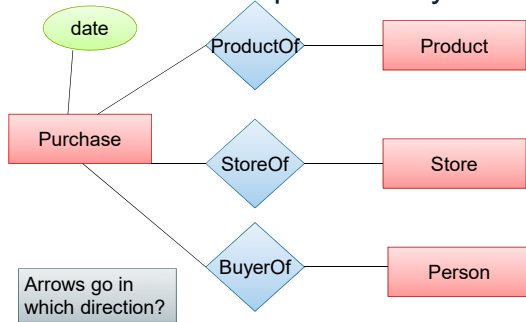 date
ProductOf
Product
Purchase
StoreOf
Store
BuyerOf
Person
Arrows go in
which direction?